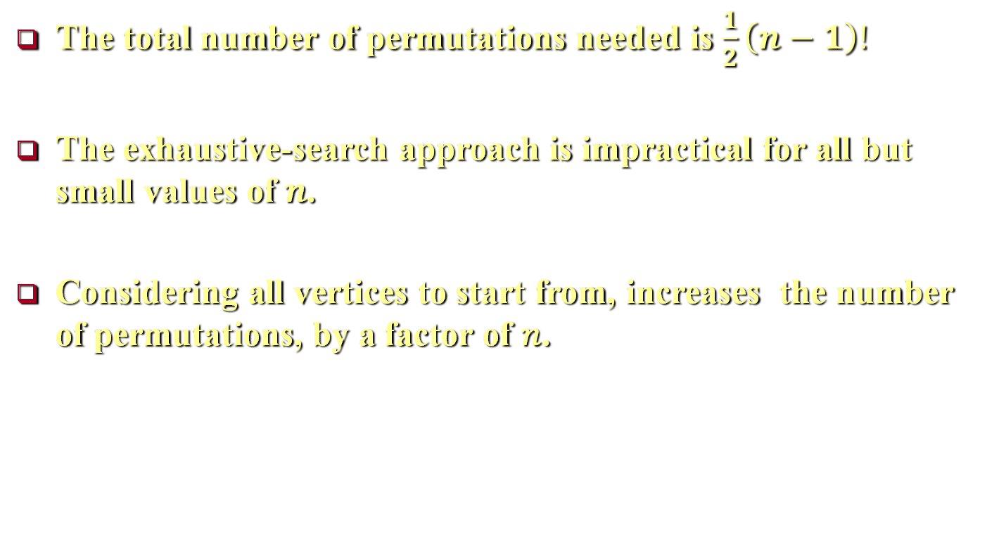 ❑ The total number of permutations needed is 1/2 (n − 1)!
❑ The exhaustive-search approach is impractical for all but
small values of n.
❑ Considering all vertices to start from, increases  the number
of permutations, by a factor of n.